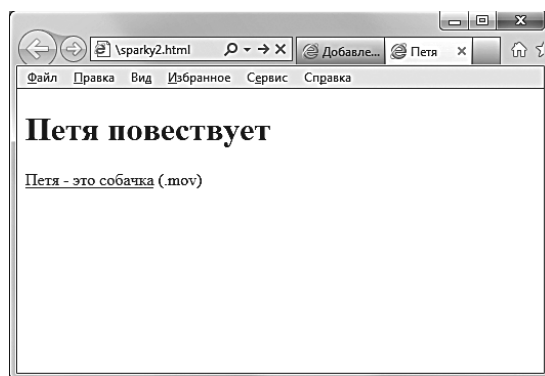 \sparky2.html Добавле... Петя
Файл Правка Вид Избранное Сервис Справка
Петя повествует
Петя - это собачка (.mov)